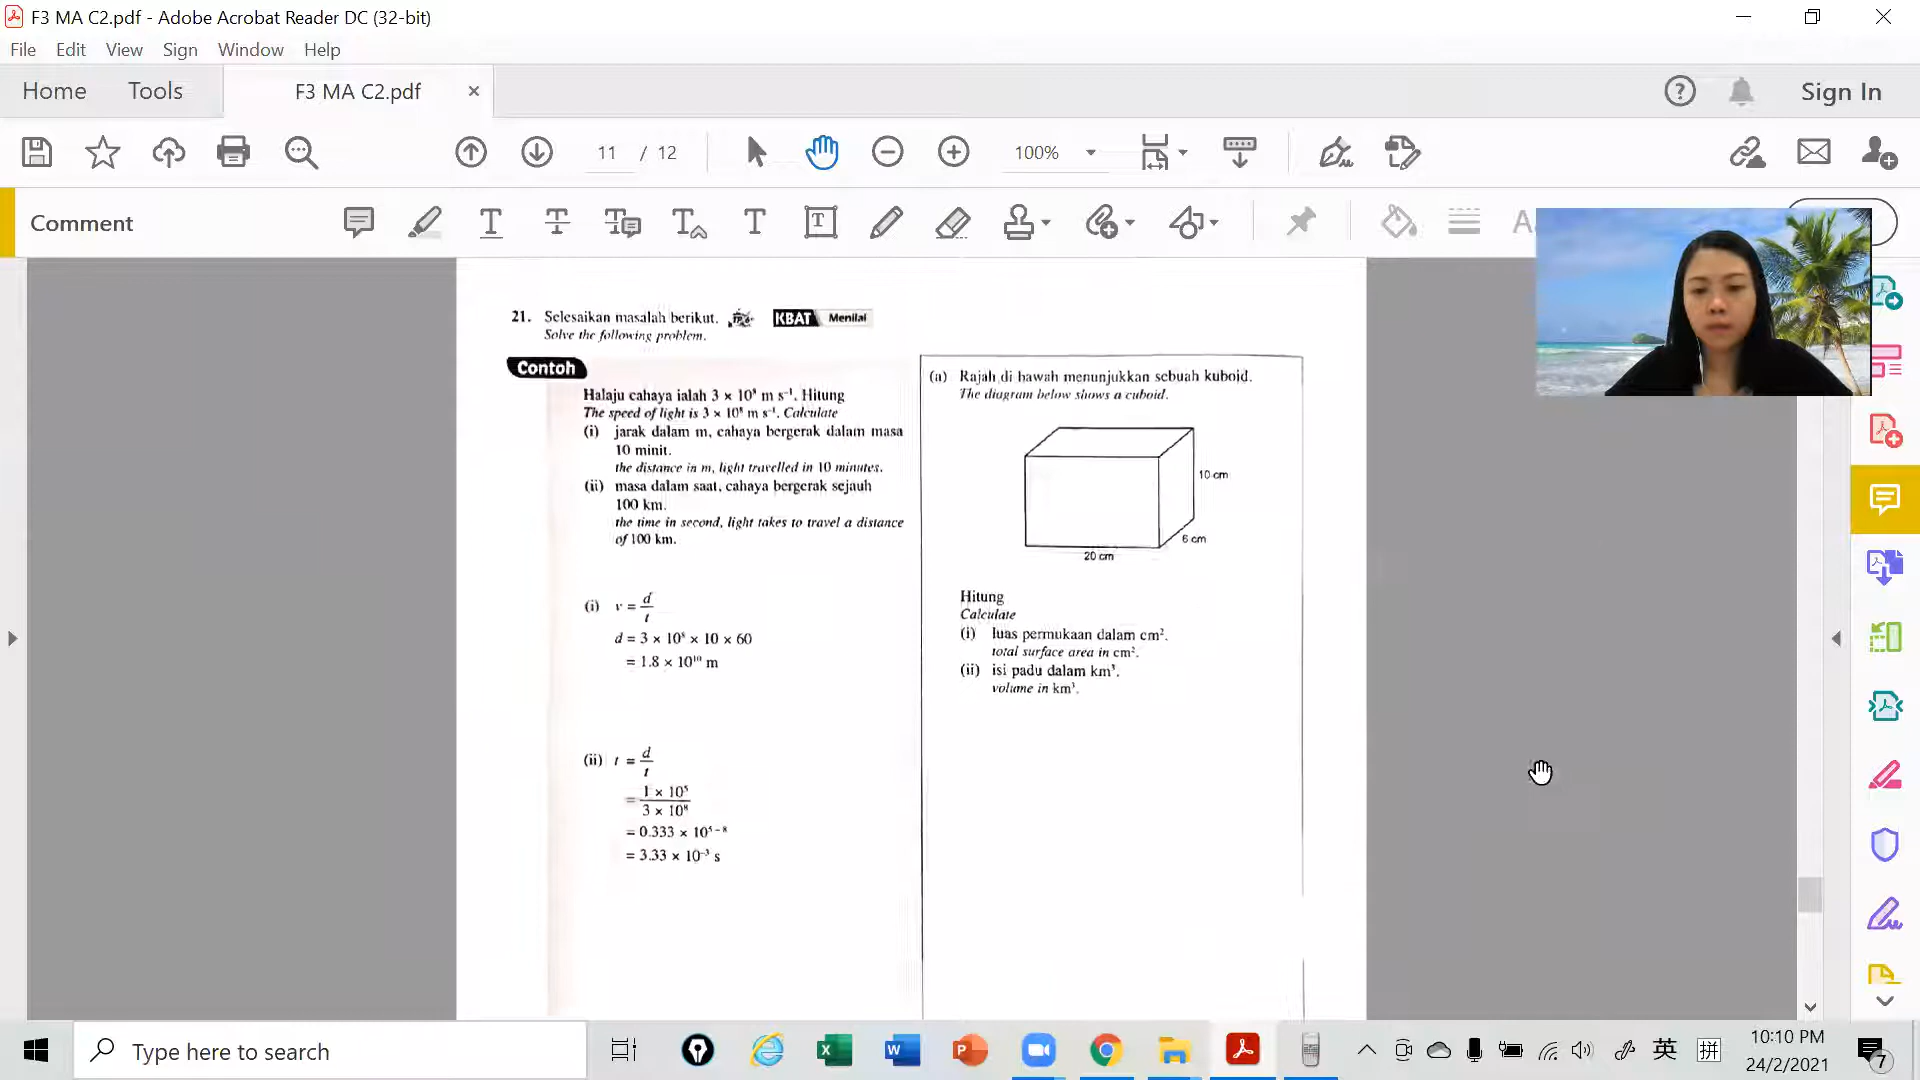 F3 MA C2.pdf - Adobe Acrobat Reader DC (32-bit)
File Edit View Sign Window Help
Home Tools F3 MA C2.pdf × Sign In
11 / 12 100%
Comment
21. Selesaikan masalah berikut. KBAT Menilai
Solve the following problem.
Contoh
Halaju cahaya ialah 3 × 10⁸ m s⁻¹. Hitung
The speed of light is 3 × 10⁸ m s⁻¹. Calculate
(i) jarak dalam m, cahaya bergerak dalam masa
10 minit.
the distance in m, light travelled in 10 minutes.
(ii) masa dalam saat, cahaya bergerak sejauh
100 km.
the time in second, light takes to travel a distance
of 100 km.
(i) v = d/t
d = 3 × 10⁸ × 10 × 60
= 1.8 × 10¹⁰ m
(ii) t = d/t
= 1 × 10⁵ / 3 × 10⁸
= 0.333 × 10⁵⁻⁸
= 3.33 × 10⁻³ s
(a) Rajah di bawah menunjukkan sebuah kuboid.
The diagram below shows a cuboid.
10 cm
6 cm
20 cm
Hitung
Calculate
(i) luas permukaan dalam cm².
total surface area in cm².
(ii) isi padu dalam km³.
volume in km³.
Type here to search
英 拼
10:10 PM
24/2/2021
7